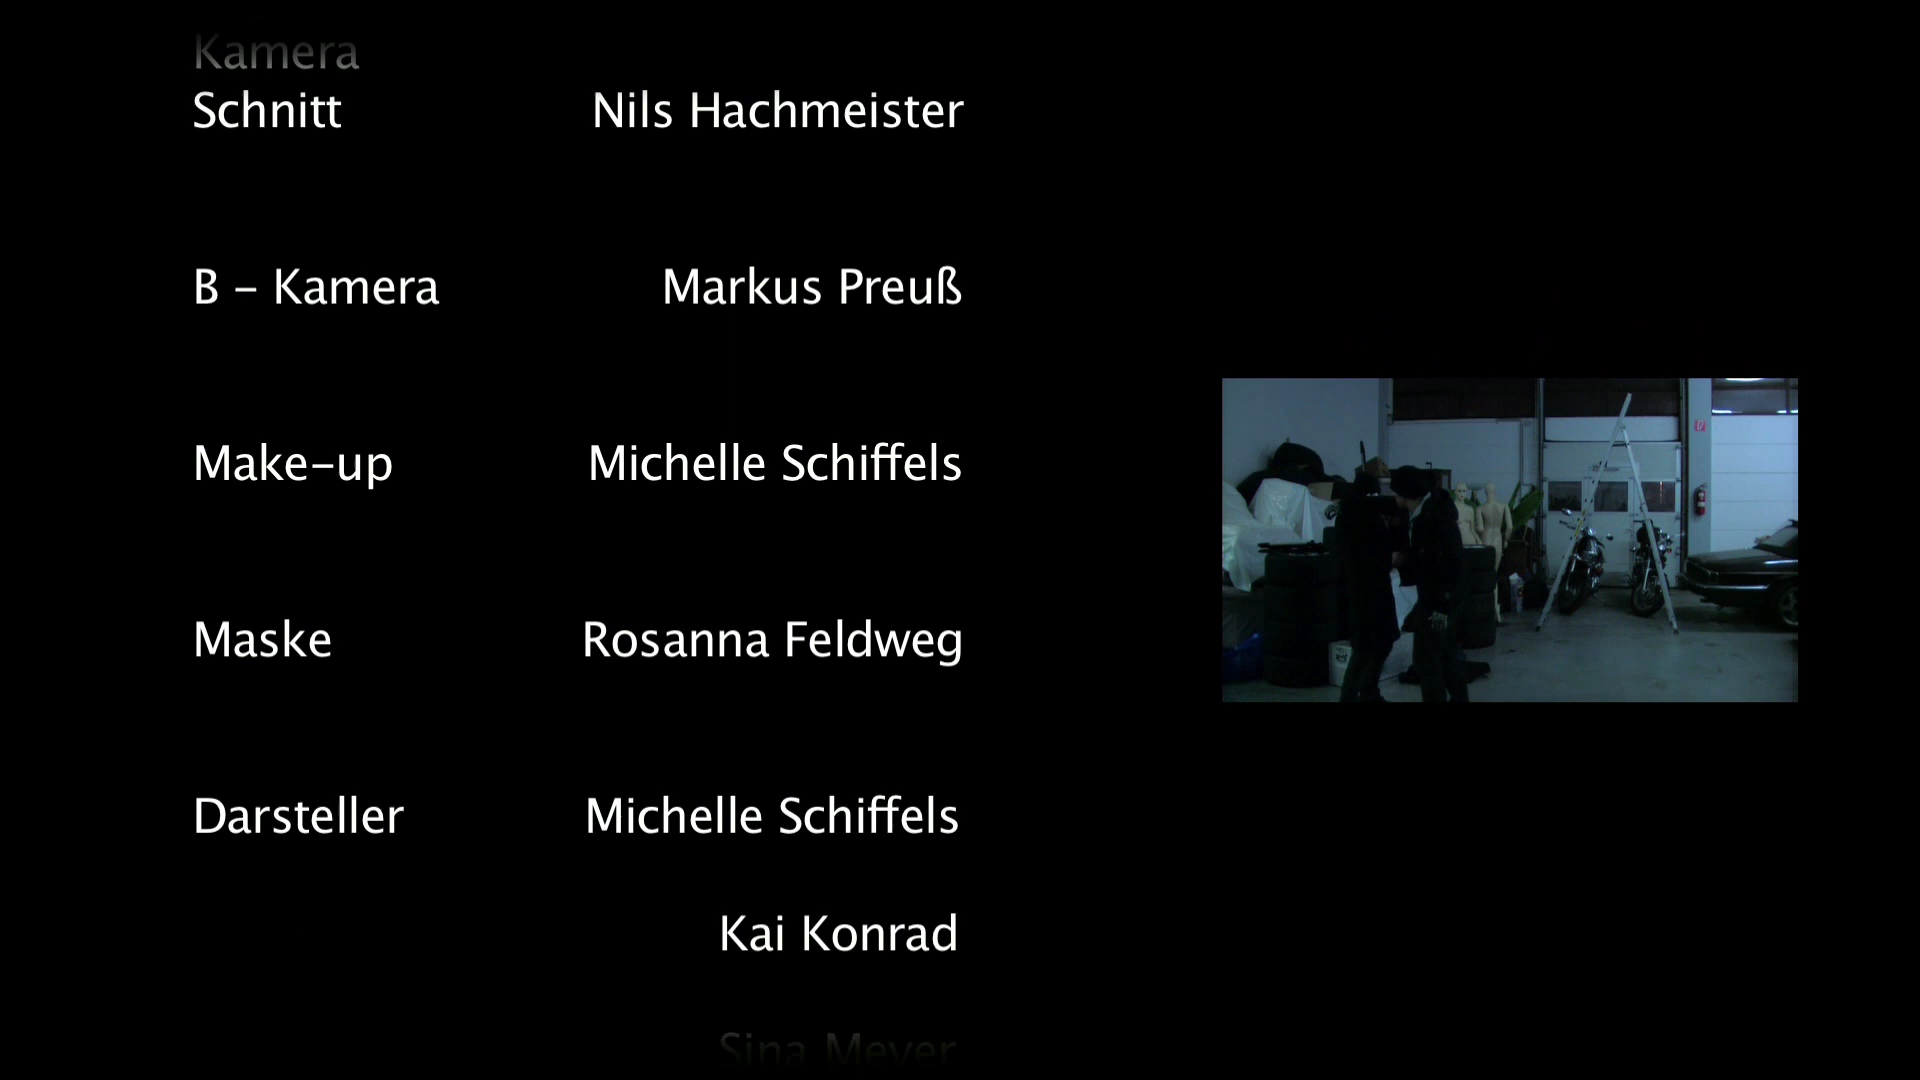 Kamera
Schnitt Nils Hachmeister
B - Kamera Markus Preuß
Make-up Michelle Schiffels
Maske Rosanna Feldweg
Darsteller Michelle Schiffels
Kai Konrad
Sina Meyer